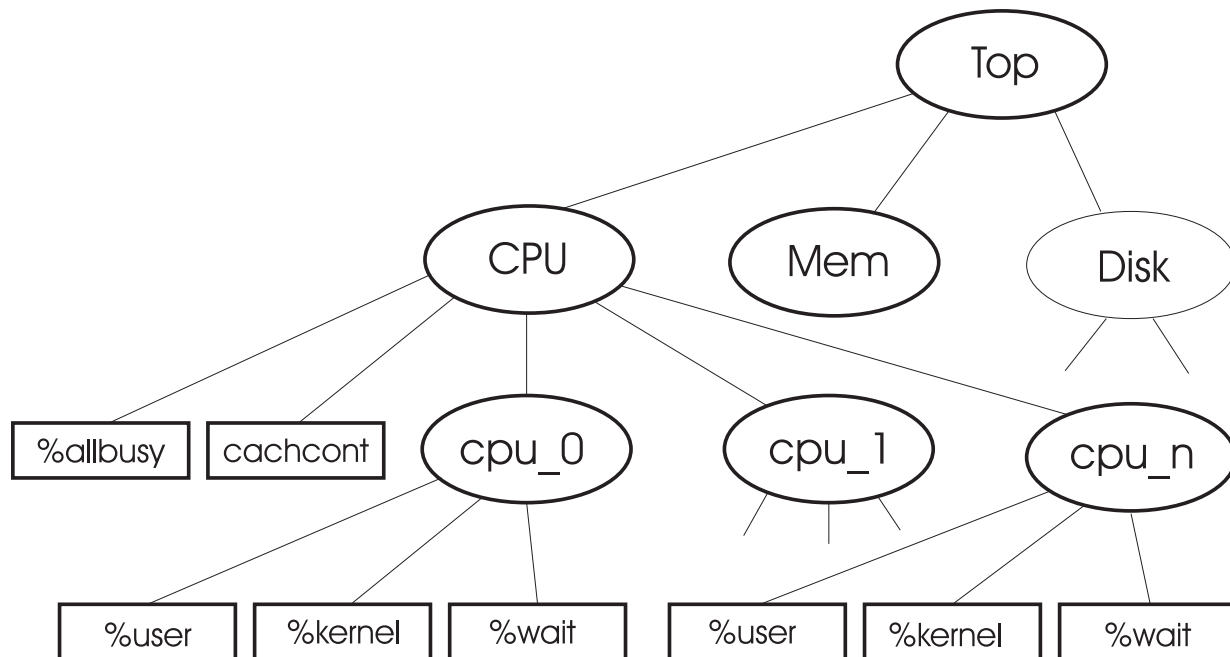 Top
CPU
Mem
Disk
%allbusy
cachcont
cpu_0
cpu_1
cpu_n
%user
%kernel
%wait
%user
%kernel
%wait